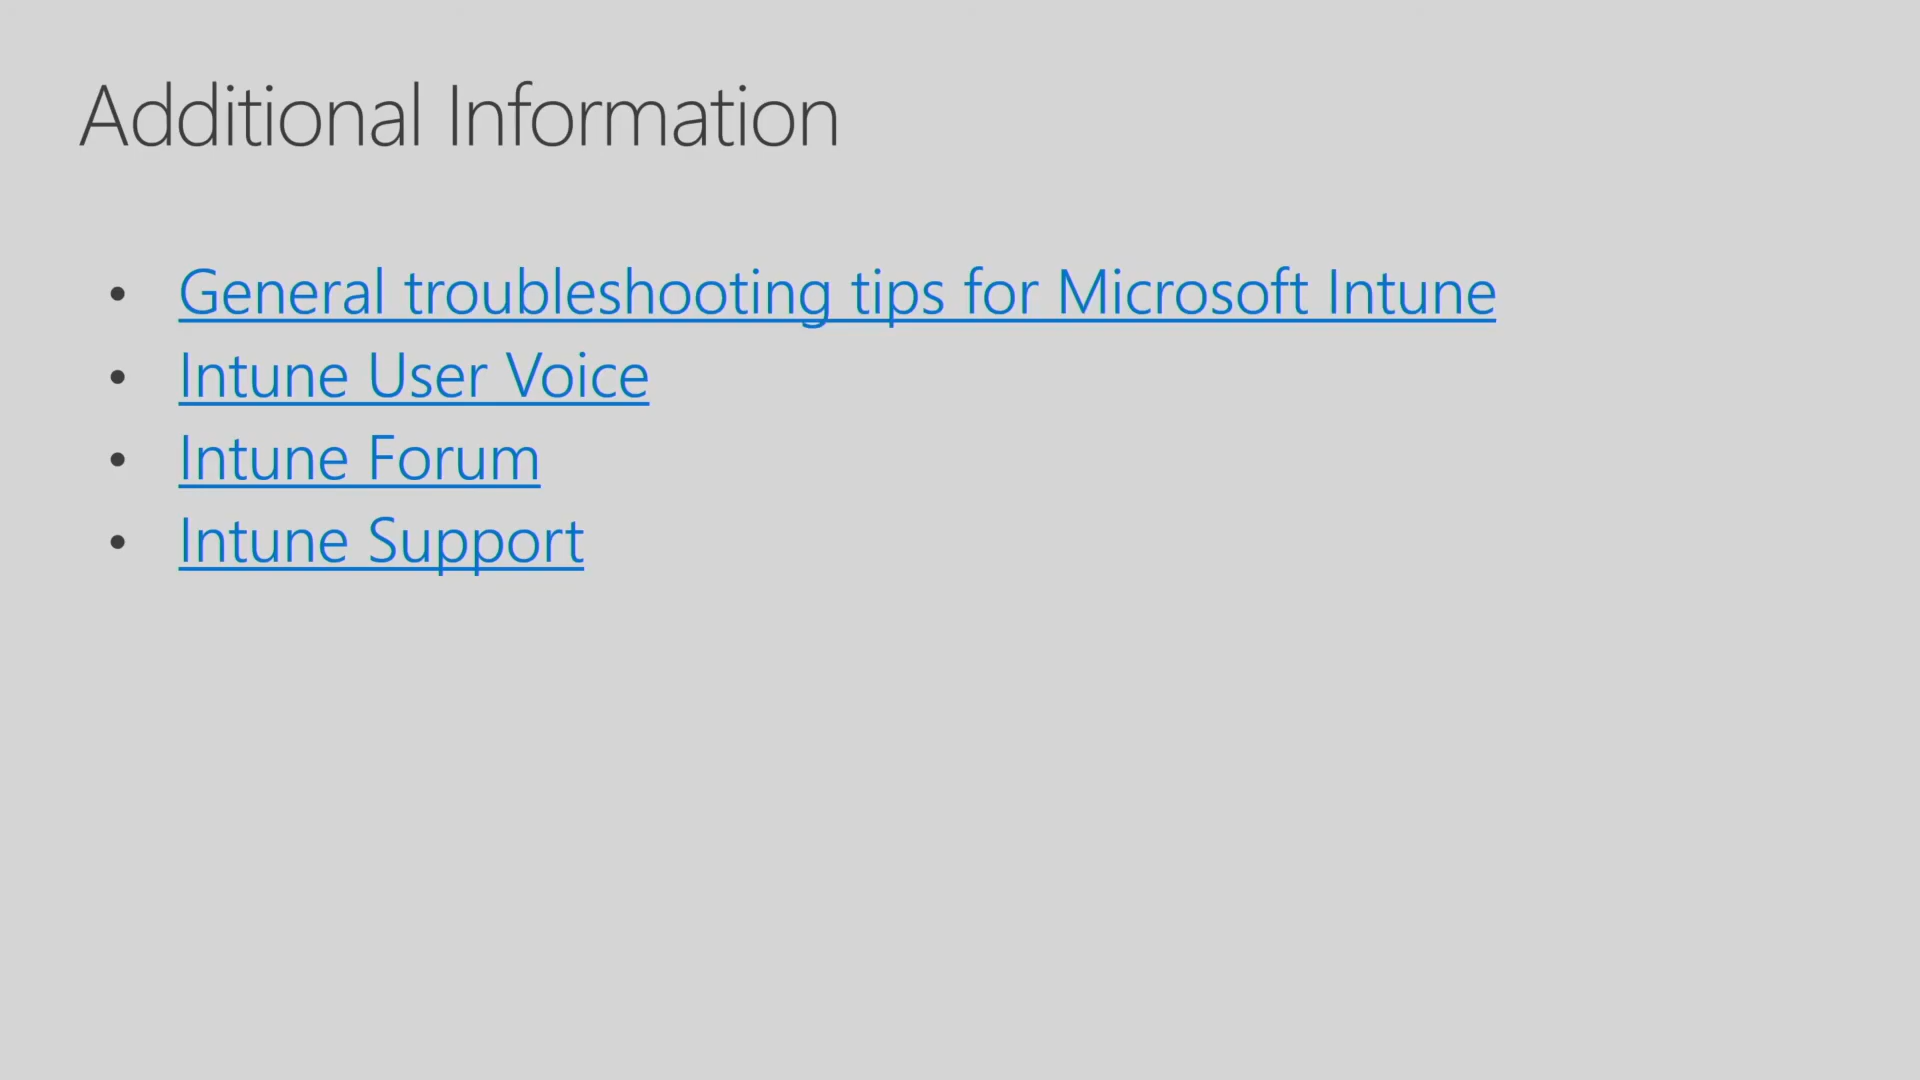 Additional Information
• General troubleshooting tips for Microsoft Intune
• Intune User Voice
• Intune Forum
• Intune Support